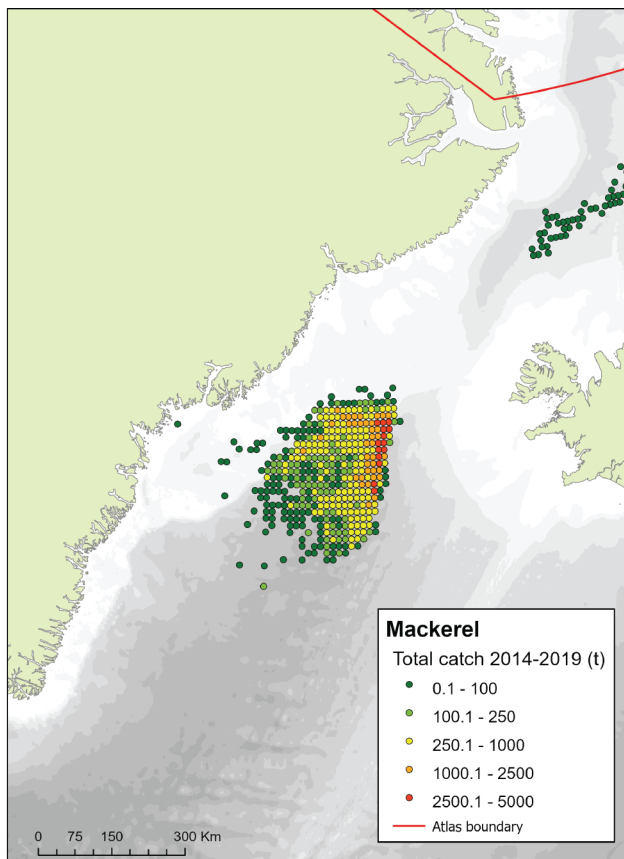 Mackerel
Total catch 2014-2019 (t)
0.1 - 100
100.1 - 250
250.1 - 1000
1000.1 - 2500
2500.1 - 5000
Atlas boundary
0 75 150 300 Km